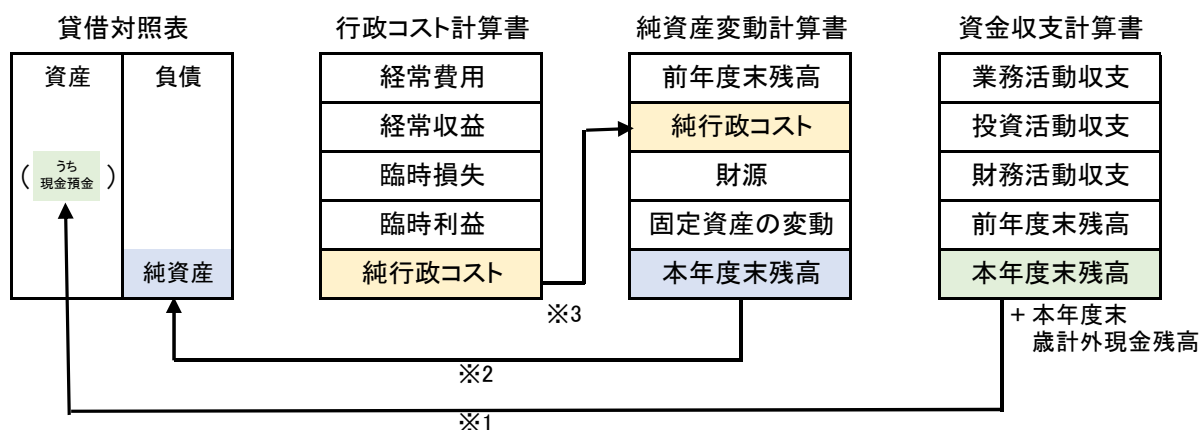 貸借対照表
資産
負債
(うち
現金預金)
純資産
行政コスト計算書
経常費用
経常収益
臨時損失
臨時利益
純行政コスト
純資産変動計算書
前年度末残高
純行政コスト
財源
固定資産の変動
本年度末残高
資金収支計算書
業務活動収支
投資活動収支
財務活動収支
前年度末残高
本年度末残高
+ 本年度末
歳計外現金残高
※3
※2
※1